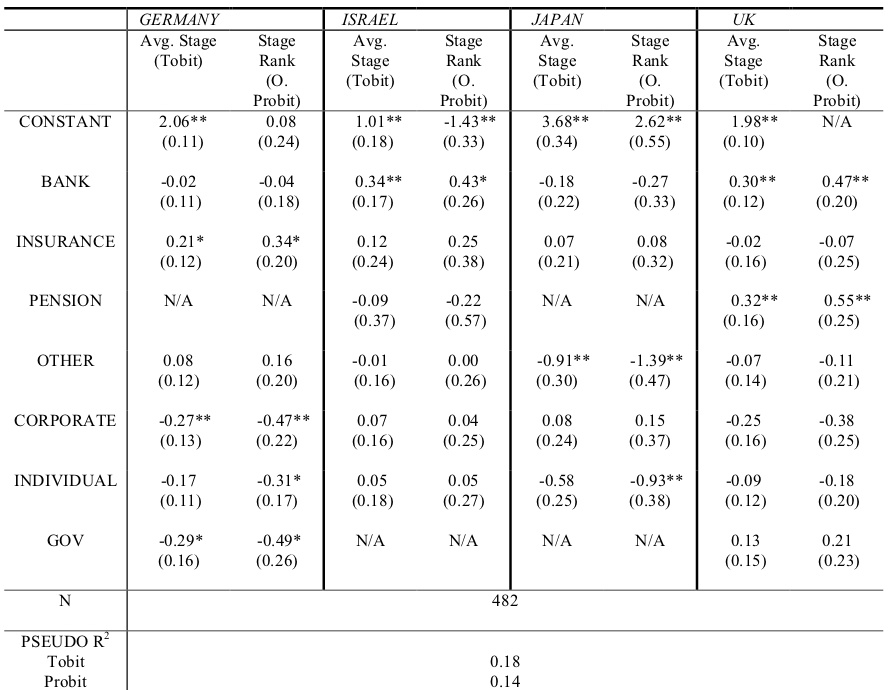 GERMANY ISRAEL JAPAN UK
Avg. Stage Stage Avg. Stage Avg. Stage Avg. Stage
(Tobit) Rank Stage Rank Stage Rank Stage Rank
(O. (Tobit) (O. (Tobit) (O. (Tobit) (O.
Probit) Probit) Probit) Probit)
CONSTANT 2.06** 0.08 1.01** -1.43** 3.68** 2.62** 1.98** N/A
(0.11) (0.24) (0.18) (0.33) (0.34) (0.55) (0.10)
BANK -0.02 -0.04 0.34** 0.43* -0.18 -0.27 0.30** 0.47**
(0.11) (0.18) (0.17) (0.26) (0.22) (0.33) (0.12) (0.20)
INSURANCE 0.21* 0.34* 0.12 0.25 0.07 0.08 -0.02 -0.07
(0.12) (0.20) (0.24) (0.38) (0.21) (0.32) (0.16) (0.25)
PENSION N/A N/A -0.09 -0.22 N/A N/A 0.32** 0.55**
(0.37) (0.57) (0.16) (0.25)
OTHER 0.08 0.16 -0.01 0.00 -0.91** -1.39** -0.07 -0.11
(0.12) (0.20) (0.16) (0.26) (0.30) (0.47) (0.14) (0.21)
CORPORATE -0.27** -0.47** 0.07 0.04 0.08 0.15 -0.25 -0.38
(0.13) (0.22) (0.16) (0.25) (0.24) (0.37) (0.16) (0.25)
INDIVIDUAL -0.17 -0.31* 0.05 0.05 -0.58 -0.93** -0.09 -0.18
(0.11) (0.17) (0.18) (0.27) (0.25) (0.38) (0.12) (0.20)
GOV -0.29* -0.49* N/A N/A N/A N/A 0.13 0.21
(0.16) (0.26) (0.15) (0.23)
N 482
PSEUDO R²
Tobit 0.18
Probit 0.14